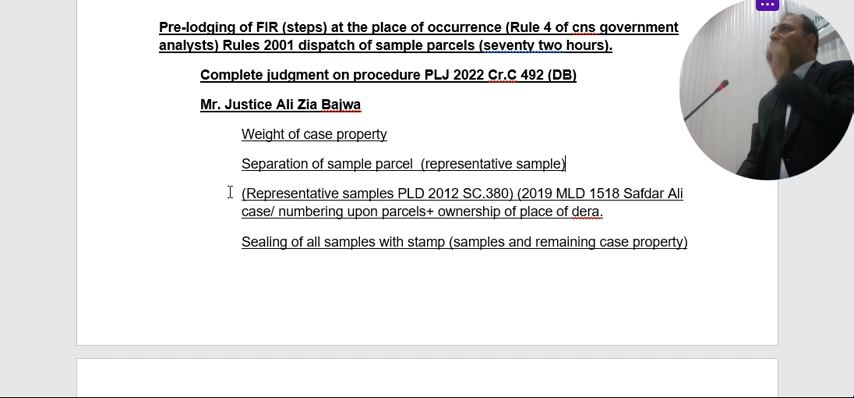 Pre-lodging of FIR (steps) at the place of occurrence (Rule 4 of cns government
analysts) Rules 2001 dispatch of sample parcels (seventy two hours).
Complete judgment on procedure PLJ 2022 Cr.C 492 (DB)
Mr. Justice Ali Zia Bajwa
Weight of case property
Separation of sample parcel  (representative sample)
(Representative samples PLD 2012 SC.380) (2019 MLD 1518 Safdar Ali
case/ numbering upon parcels+ ownership of place of dera.
Sealing of all samples with stamp (samples and remaining case property)